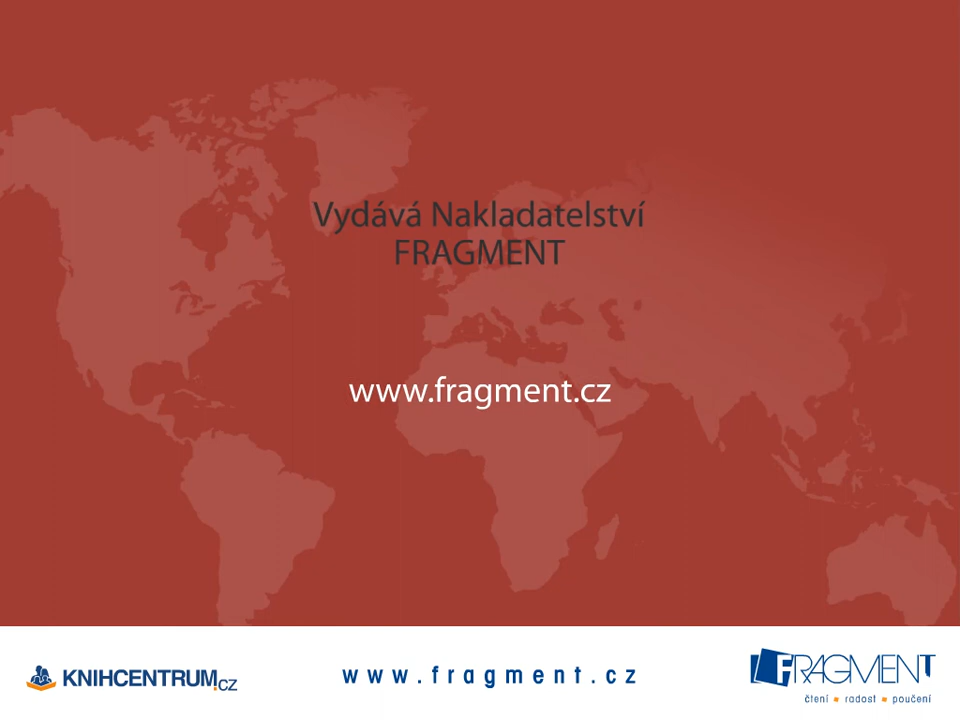 Vydává Nakladatelství
FRAGMENT
www.fragment.cz
KNIHCENTRUM.CZ
www.fragment.cz
FRAGMENT
čtení ▪ radost ▪ poučení